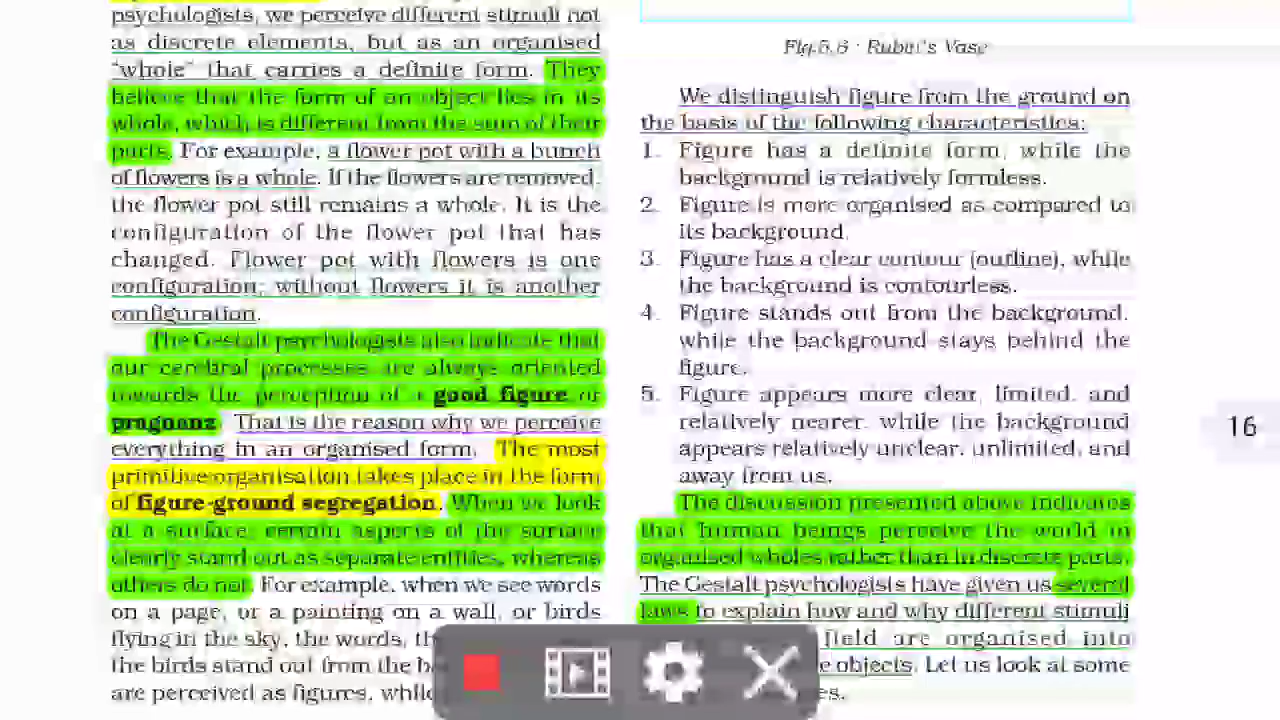 psychologists, we perceive different stimuli not
as discrete elements, but as an organised
"whole" that carries a definite form. They
believe that the form of an object lies in its
whole, which is different from the sum of their
parts. For example, a flower pot with a bunch
of flowers is a whole. If the flowers are removed,
the flower pot still remains a whole. It is the
configuration of the flower pot that has
changed. Flower pot with flowers is one
configuration; without flowers it is another
configuration.
The Gestalt psychologists also indicate that
our cerebral processes are always oriented
towards the perception of a good figure or
pragnanz. That is the reason why we perceive
everything in an organised form. The most
primitive organisation takes place in the form
of figure-ground segregation. When we look
at a surface, certain aspects of the surface
clearly stand out as separate entities, whereas
others do not. For example, when we see words
on a page, or a painting on a wall, or birds
flying in the sky, the words, th
the birds stand out from the b
are perceived as figures, while
Fig.5.6 : Rubin's Vase
We distinguish figure from the ground on
the basis of the following characteristics:
1. Figure has a definite form, while the
background is relatively formless.
2. Figure is more organised as compared to
its background.
3. Figure has a clear contour (outline), while
the background is contourless.
4. Figure stands out from the background,
while the background stays behind the
figure.
5. Figure appears more clear, limited, and
relatively nearer, while the background
appears relatively unclear, unlimited, and
away from us.
The discussion presented above indicates
that human beings perceive the world in
organised wholes rather than in discrete parts.
The Gestalt psychologists have given us several
laws to explain how and why different stimuli
field are organised into
objects. Let us look at some
16